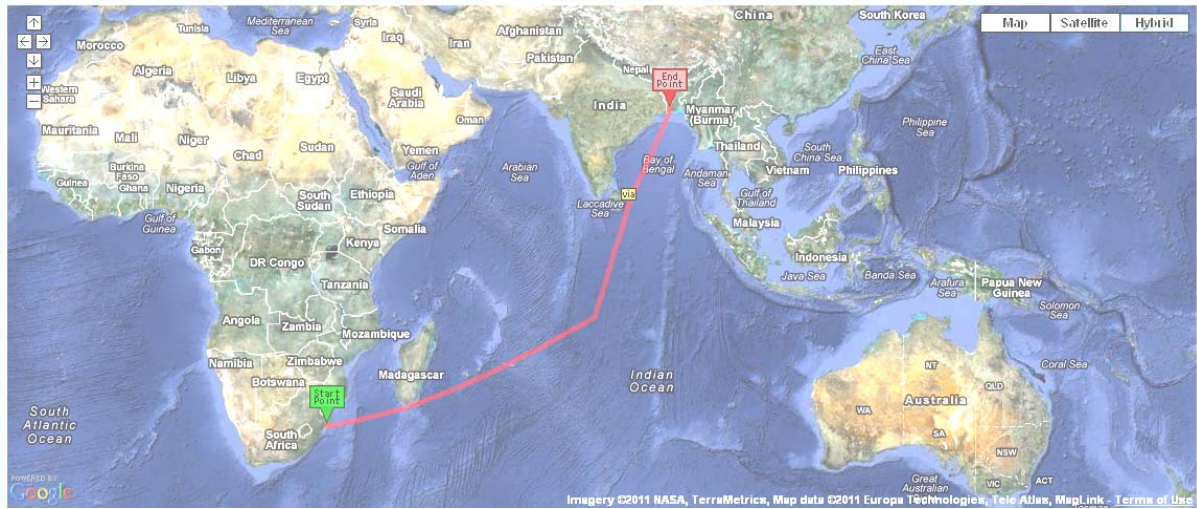 Mediterranean
Sea
Tunisia
Syria
Morocco
Iraq
Iran
Afghanistan
China
South Korea
Map
Satellite
Hybrid
East
China Sea
Pakistan
Nepal
End
Point
Algeria
Libya
Egypt
Western
Sahara
Saudi
Arabia
India
Myanmar
(Burma)
Oman
Mauritania
Mali
Niger
Chad
Sudan
Yemen
Gulf of
Aden
Arabian
Sea
Bay of
Bengal
Thailand
Andaman
Sea
Vietnam
South
China Sea
Philippine
Sea
Philippines
Burkina
Faso
Guinea
Ghana
Nigeria
South
Sudan
Ethiopia
via
Laccadive
Sea
Gulf of
Thailand
Malaysia
Gulf of
Guinea
Somalia
Gabon
Kenya
DR Congo
Tanzania
Indonesia
Java Sea
Banda Sea
Arafura
Sea
Papua New
Guinea
Solomon
Sea
Angola
Zambia
Mozambique
Namibia
Zimbabwe
Botswana
Madagascar
Indian
Ocean
Coral Sea
NT
QLD
Australia
WA
SA
NSW
VIC
ACT
Start
Point
South
Atlantic
Ocean
South
Africa
Great
Australian
POWERED BY
Google
Imagery ©2011 NASA, TerraMetrics, Map data ©2011 Europa Technologies, Tele Atlas, MapLink - Terms of Use